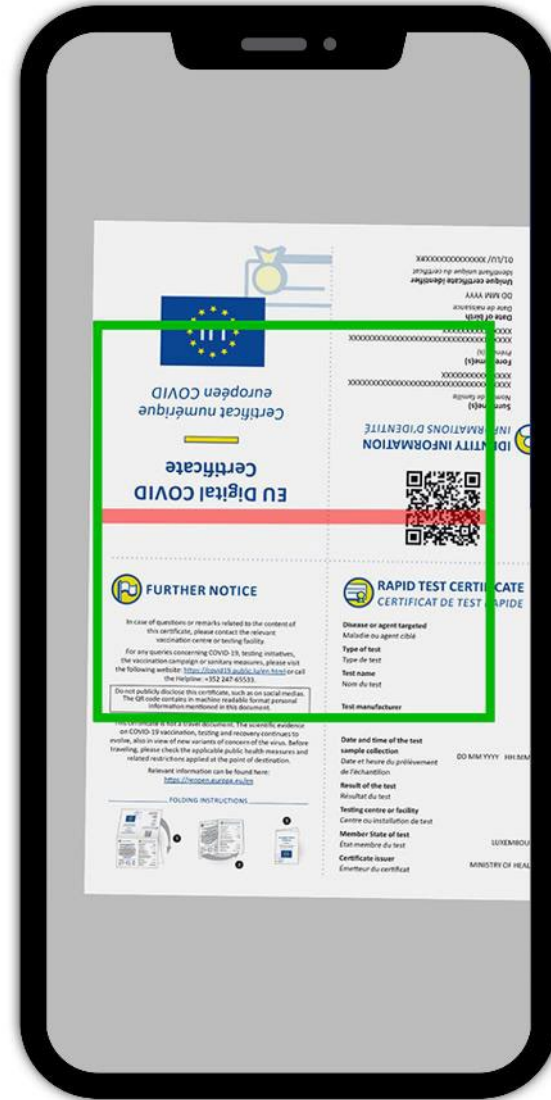 EU Digital COVID
Certificate
Certificat numérique
européen COVID
IDENTITY INFORMATION
INFORMATIONS D'IDENTITÉ
Surname(s)
Nom(s) de famille
XXXXXXXXXXXXXXXXXXXXXXXXXXX
XXXXXXXXXXX
Forename(s)
Prénom(s)
XXXXXXXXXXXXXXXXXXXXXXXXXXX
XXXXXXXXXXX
Date of birth
Date de naissance
DD MM YYYY
Unique certificate identifier
Identifiant unique du certificat
01/LU/ XXXXXXXXXXXXXX#X
FURTHER NOTICE
In case of questions or remarks related to the content of
this certificate, please contact the relevant
vaccination centre or testing facility.
For any queries concerning COVID-19, testing initiatives,
the vaccination campaign or sanitary measures, please visit
the following website: https://covid19.public.lu/en.html or call
the Helpline: +352 247-65533.
Do not publicly disclose this certificate, such as on social medias.
The QR code contains in machine readable format personal
information mentioned in this document.
This certificate is not a travel document. The scientific evidence
on COVID-19 vaccination, testing and recovery continues to
evolve, also in view of new variants of concern of the virus. Before
traveling, please check the applicable public health measures and
related restrictions applied at the point of destination.
Relevant information can be found here:
https://reopen.europa.eu/en
FOLDING INSTRUCTIONS
RAPID TEST CERTIFICATE
CERTIFICAT DE TEST RAPIDE
Disease or agent targeted
Maladie ou agent ciblé
Type of test
Type de test
Test name
Nom du test
Test manufacturer
Date and time of the test
sample collection
Date et heure du prélèvement
de l'échantillon
DD MM YYYY HH:MM
Result of the test
Résultat du test
Testing centre or facility
Centre ou installation de test
Member State of test
État membre du test
LUXEMBOU
Certificate issuer
Émetteur du certificat
MINISTRY OF HEAL